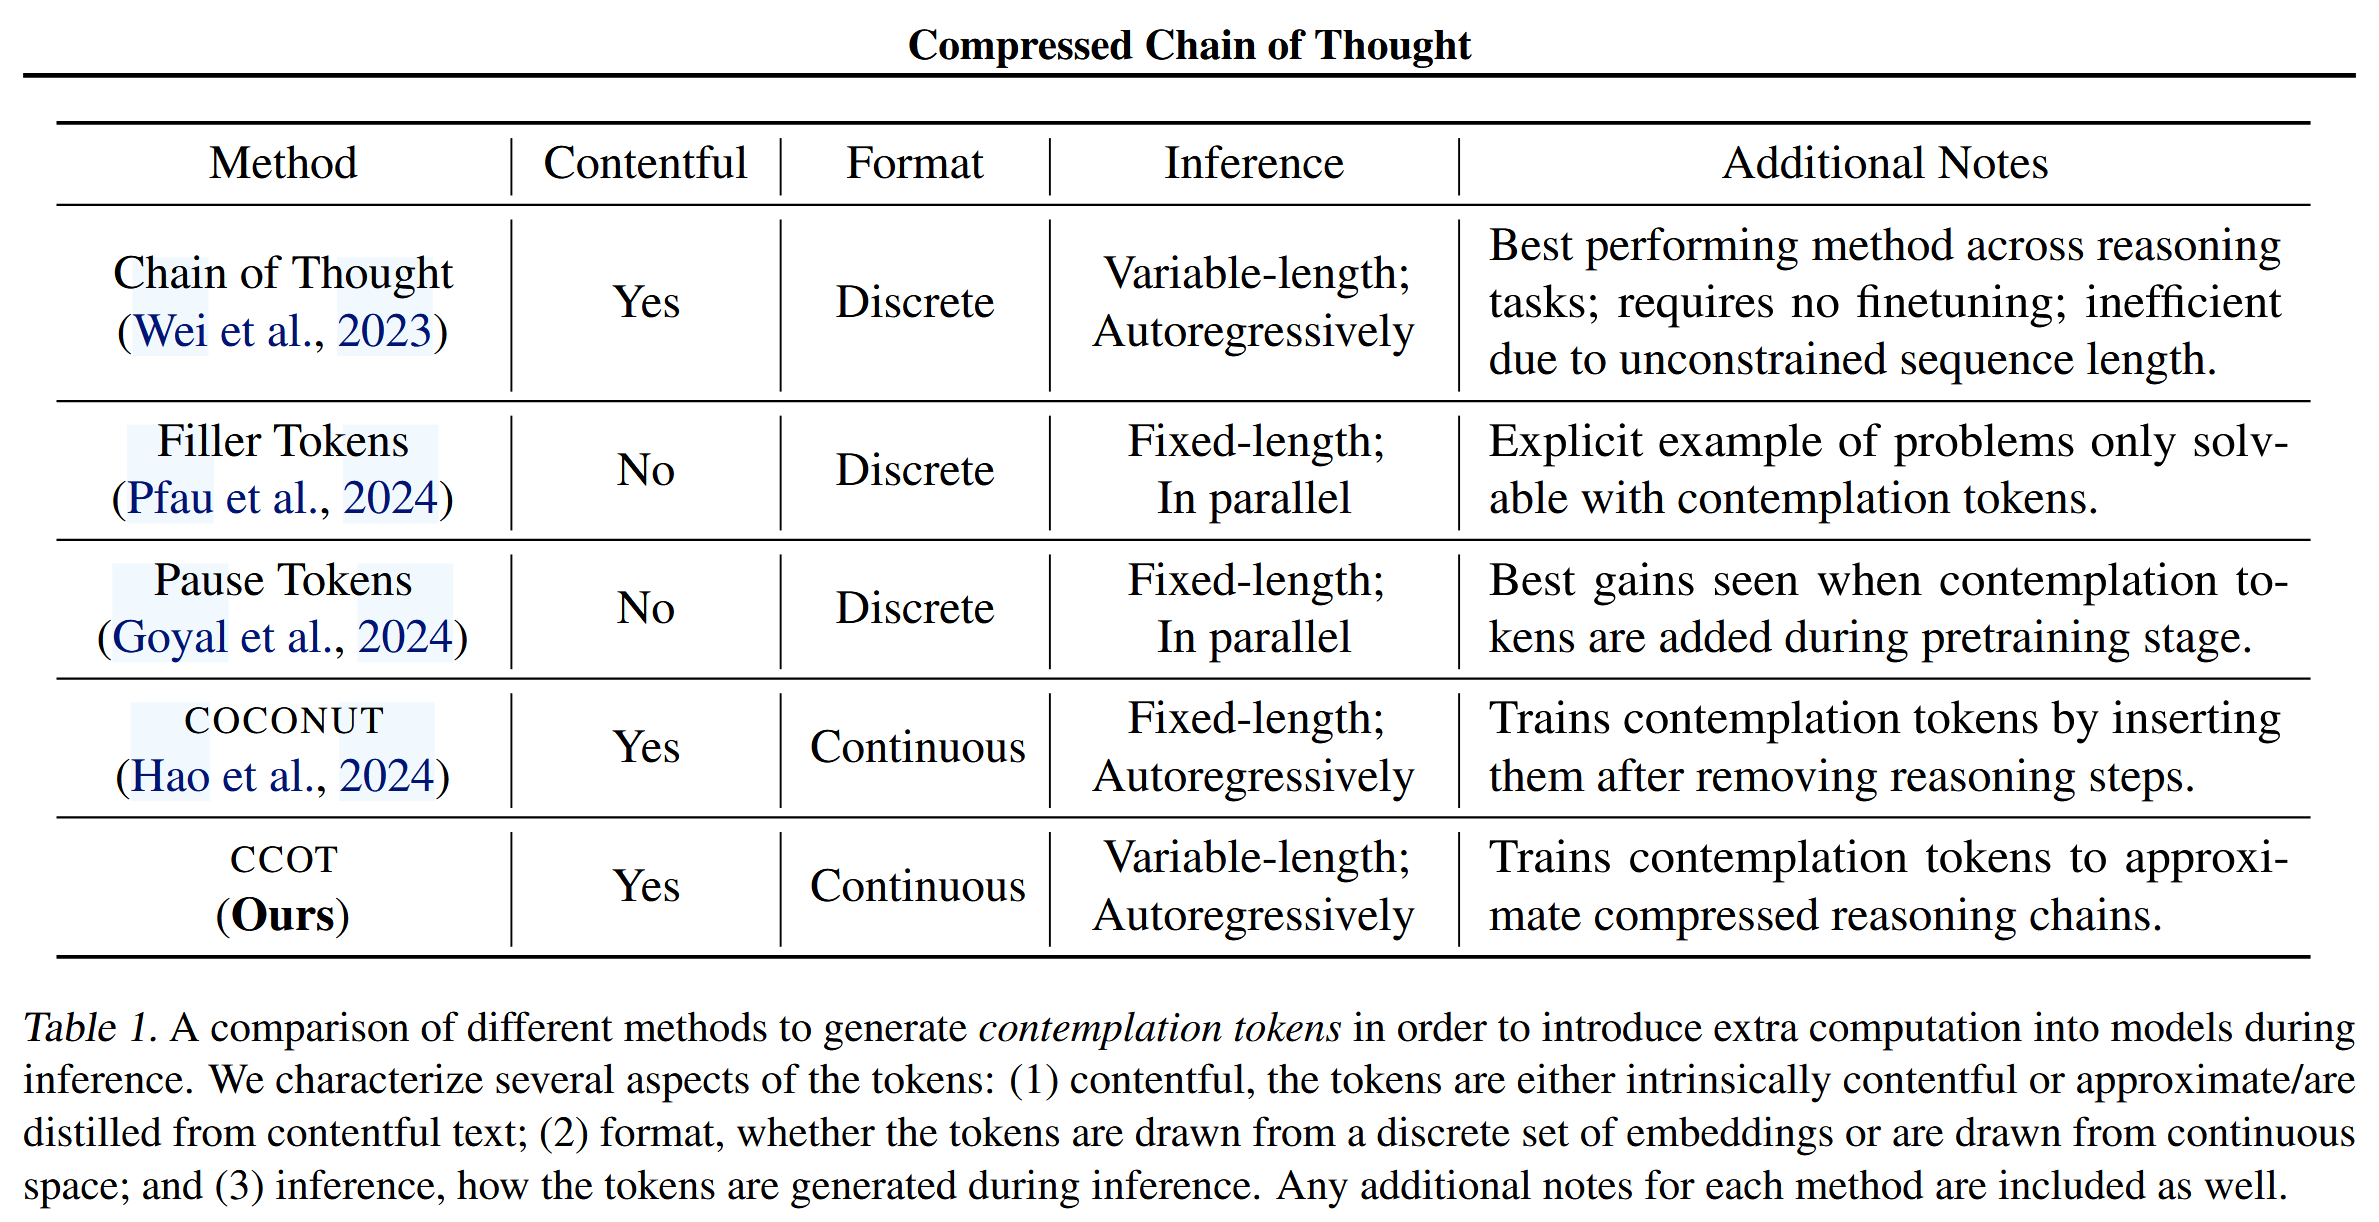 Compressed Chain of Thought
Method Contentful Format Inference Additional Notes
Chain of Thought
(Wei et al., 2023)
Yes
Discrete
Variable-length;
Autoregressively
Best performing method across reasoning
tasks; requires no finetuning; inefficient
due to unconstrained sequence length.
Filler Tokens
(Pfau et al., 2024)
No
Discrete
Fixed-length;
In parallel
Explicit example of problems only solv-
able with contemplation tokens.
Pause Tokens
(Goyal et al., 2024)
No
Discrete
Fixed-length;
In parallel
Best gains seen when contemplation to-
kens are added during pretraining stage.
COCONUT
(Hao et al., 2024)
Yes
Continuous
Fixed-length;
Autoregressively
Trains contemplation tokens by inserting
them after removing reasoning steps.
CCOT
(Ours)
Yes
Continuous
Variable-length;
Autoregressively
Trains contemplation tokens to approxi-
mate compressed reasoning chains.
Table 1. A comparison of different methods to generate contemplation tokens in order to introduce extra computation into models during
inference. We characterize several aspects of the tokens: (1) contentful, the tokens are either intrinsically contentful or approximate/are
distilled from contentful text; (2) format, whether the tokens are drawn from a discrete set of embeddings or are drawn from continuous
space; and (3) inference, how the tokens are generated during inference. Any additional notes for each method are included as well.